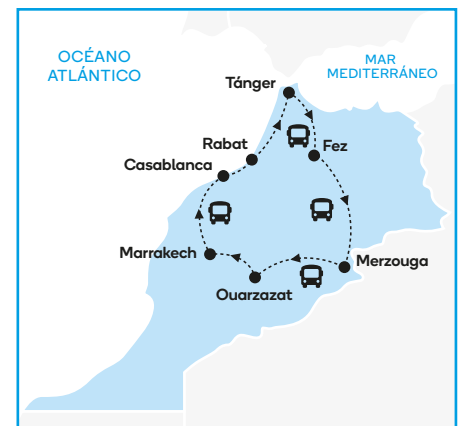 OCÉANO
ATLÁNTICO
MAR
MEDITERRÁNEO
Tánger
Rabat
Fez
Casablanca
Marrakech
Merzouga
Ouarzazat